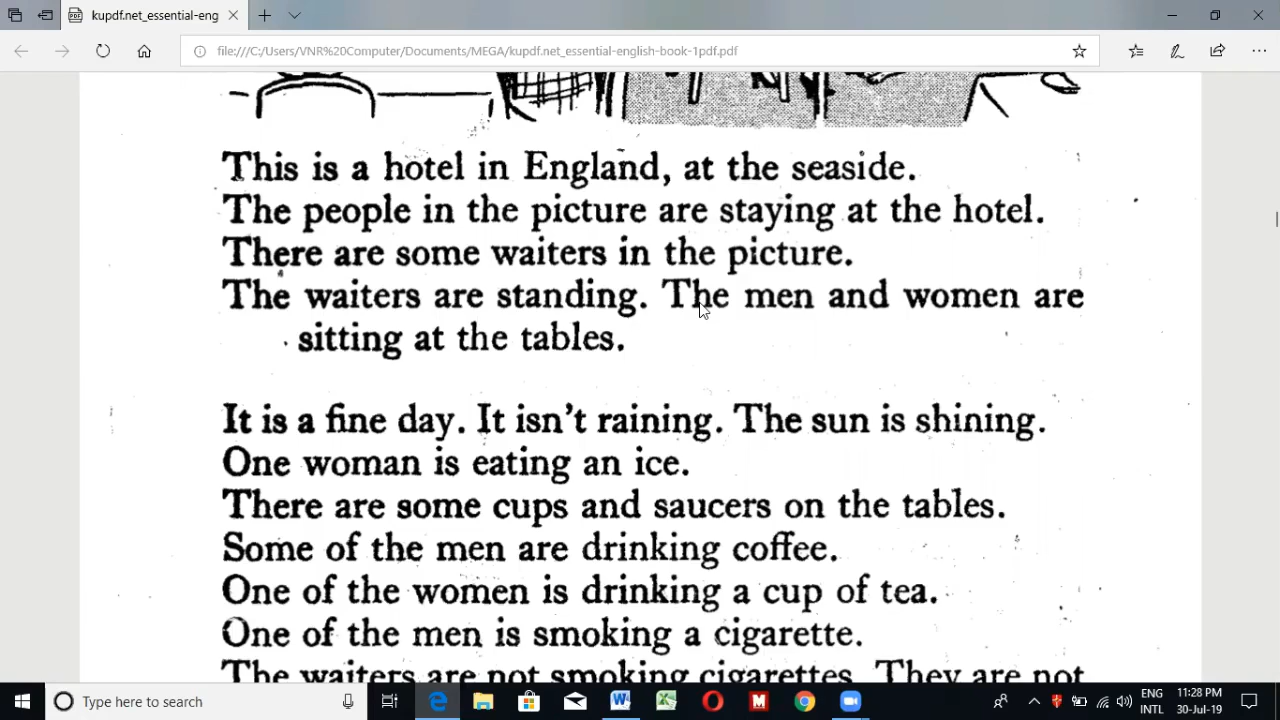 kupdf.net_essential-eng
file:///C:/Users/VNR%20Computer/Documents/MEGA/kupdf.net_essential-english-book-1pdf.pdf
This is a hotel in England, at the seaside.
The people in the picture are staying at the hotel.
There are some waiters in the picture.
The waiters are standing. The men and women are
sitting at the tables.
It is a fine day. It isn't raining. The sun is shining.
One woman is eating an ice.
There are some cups and saucers on the tables.
Some of the men are drinking coffee.
One of the women is drinking a cup of tea.
One of the men is smoking a cigarette.
The waiters are not smoking cigarettes. They are not
Type here to search
ENG
INTL
11:28 PM
30-Jul-19